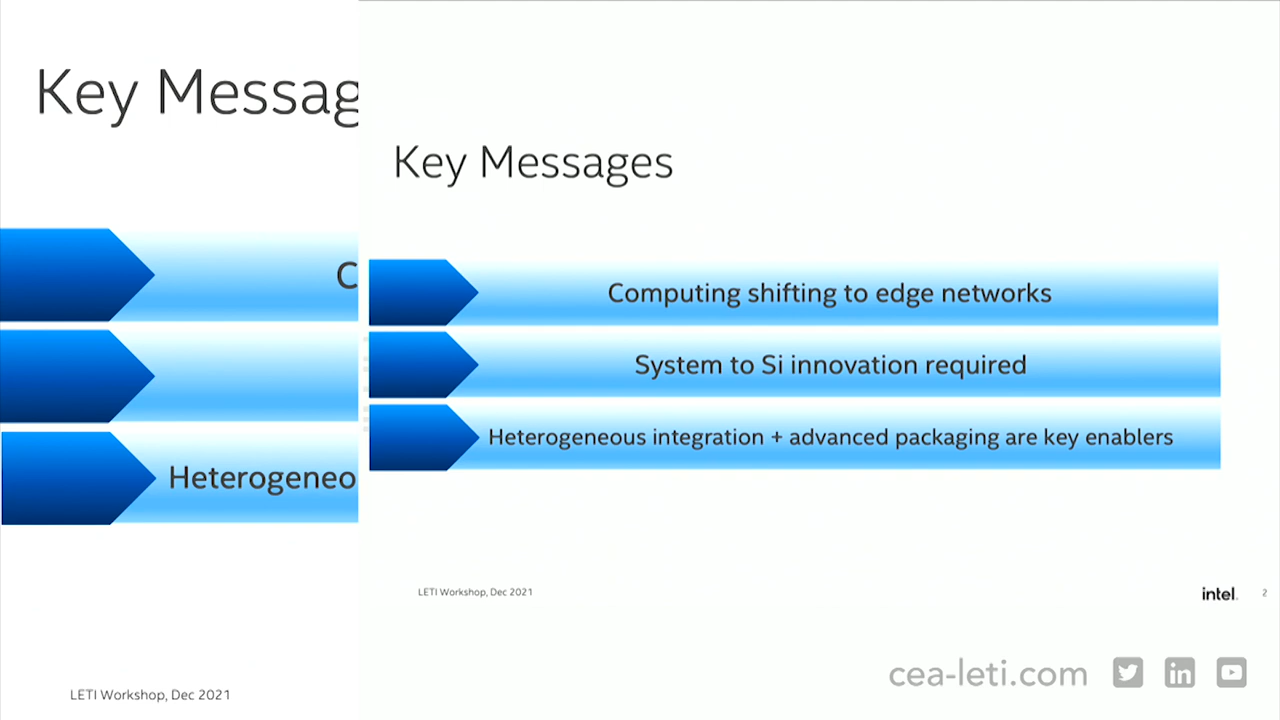 Key Messag
C
Heterogeneo
LETI Workshop, Dec 2021
Key Messages
Computing shifting to edge networks
System to Si innovation required
Heterogeneous integration + advanced packaging are key enablers
LETI Workshop, Dec 2021
intel.
2
cea-leti.com